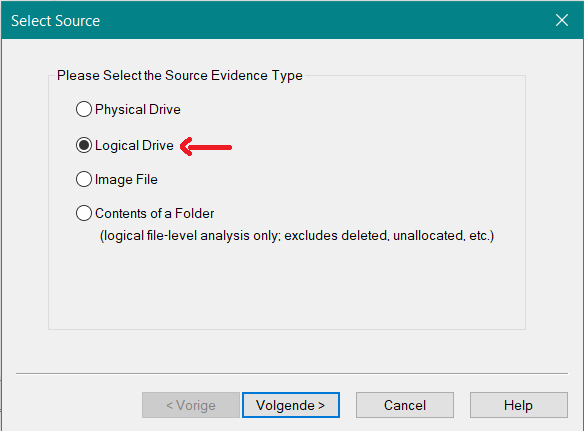 Select Source
Please Select the Source Evidence Type
Physical Drive
Logical Drive
Image File
Contents of a Folder
(logical file-level analysis only; excludes deleted, unallocated, etc.)
< Vorige
Volgende >
Cancel
Help